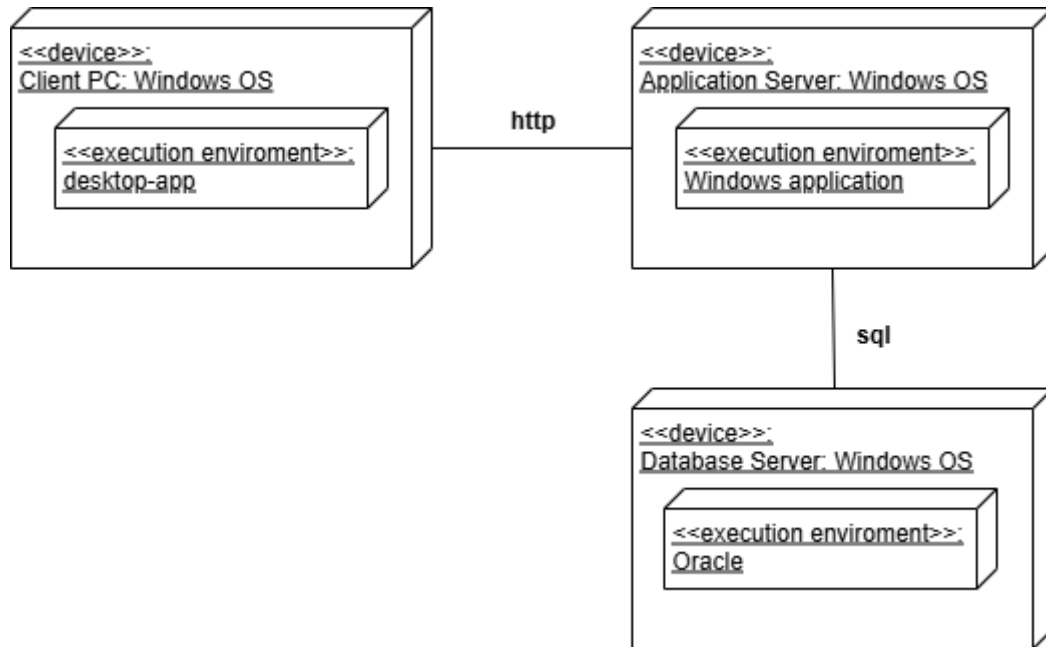 <<device>>:
Client PC: Windows OS
<<execution enviroment>>:
desktop-app
http
<<device>>:
Application Server: Windows OS
<<execution enviroment>>:
Windows application
sql
<<device>>:
Database Server: Windows OS
<<execution enviroment>>:
Oracle